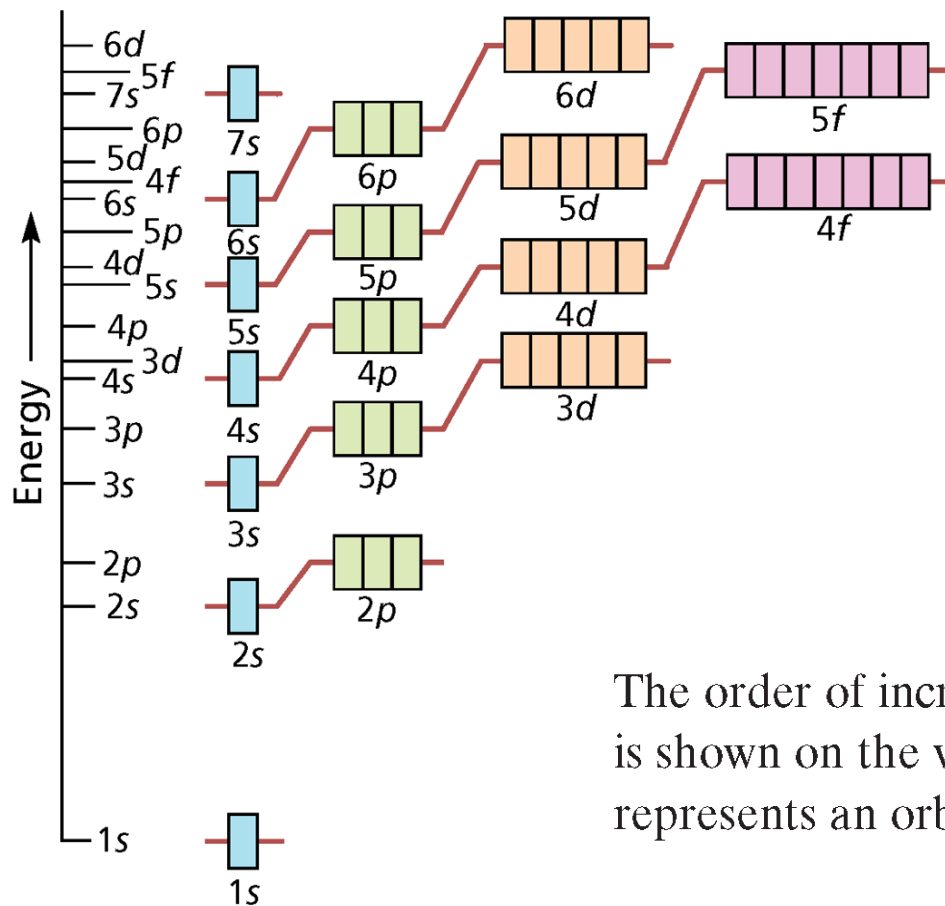 6d
5f
7s
6p
5d
4f
6s
5p
4d
5s
4p
3d
4s
3p
3s
2p
2s
1s
Energy
7s
6s
5s
4s
3s
2s
1s
6p
5p
4p
3p
2p
6d
5d
4d
3d
5f
4f
The order of incr
is shown on the v
represents an orb